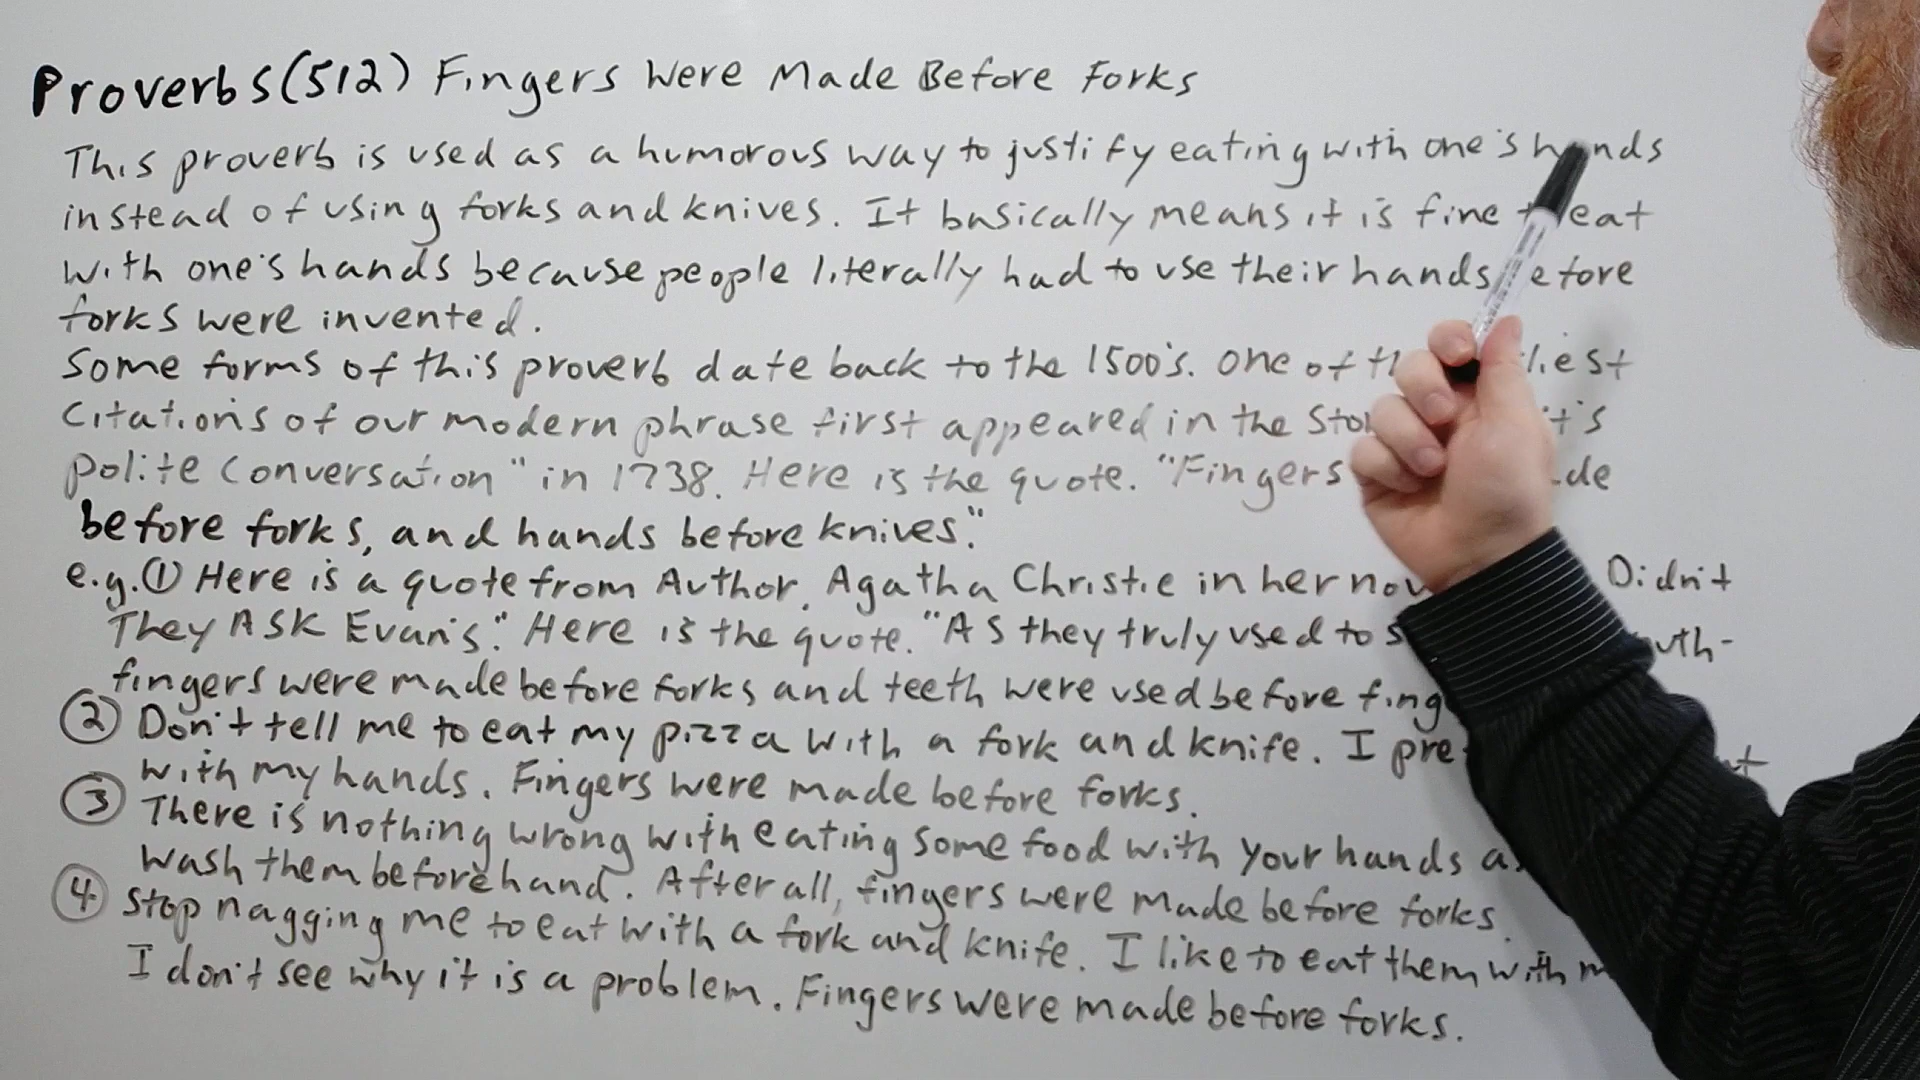 Proverbs (512) Fingers Were Made Before Forks
This proverb is used as a humorous way to justify eating with one's hands
instead of using forks and knives. It basically means it is fine eat
with one's hands because people literally had to use their hands efore
forks were invented.
Some forms of this proverb date back to the 1500's. One of
Citations of our modern phrase first appeared in the
polite Conversation" in 1738. Here is the quote. "Fingers
before forks, and hands before knives."
e.g. ① Here is a quote from Author, Agatha Christie in her Didn't
They ASK Evans." Here is the quote. "As they truly used to
fingers were made before forks and teeth were used before
② Don't tell me to eat my pizza with a fork and knife. I
with my hands. Fingers were made before forks.
③ There is nothing wrong with eating some food with your hands
wash them beforehand. After all, fingers were made before forks.
④ Stop nagging me to eat with a fork and knife. I like to eat them with
I don't see why it is a problem. Fingers were made before forks.